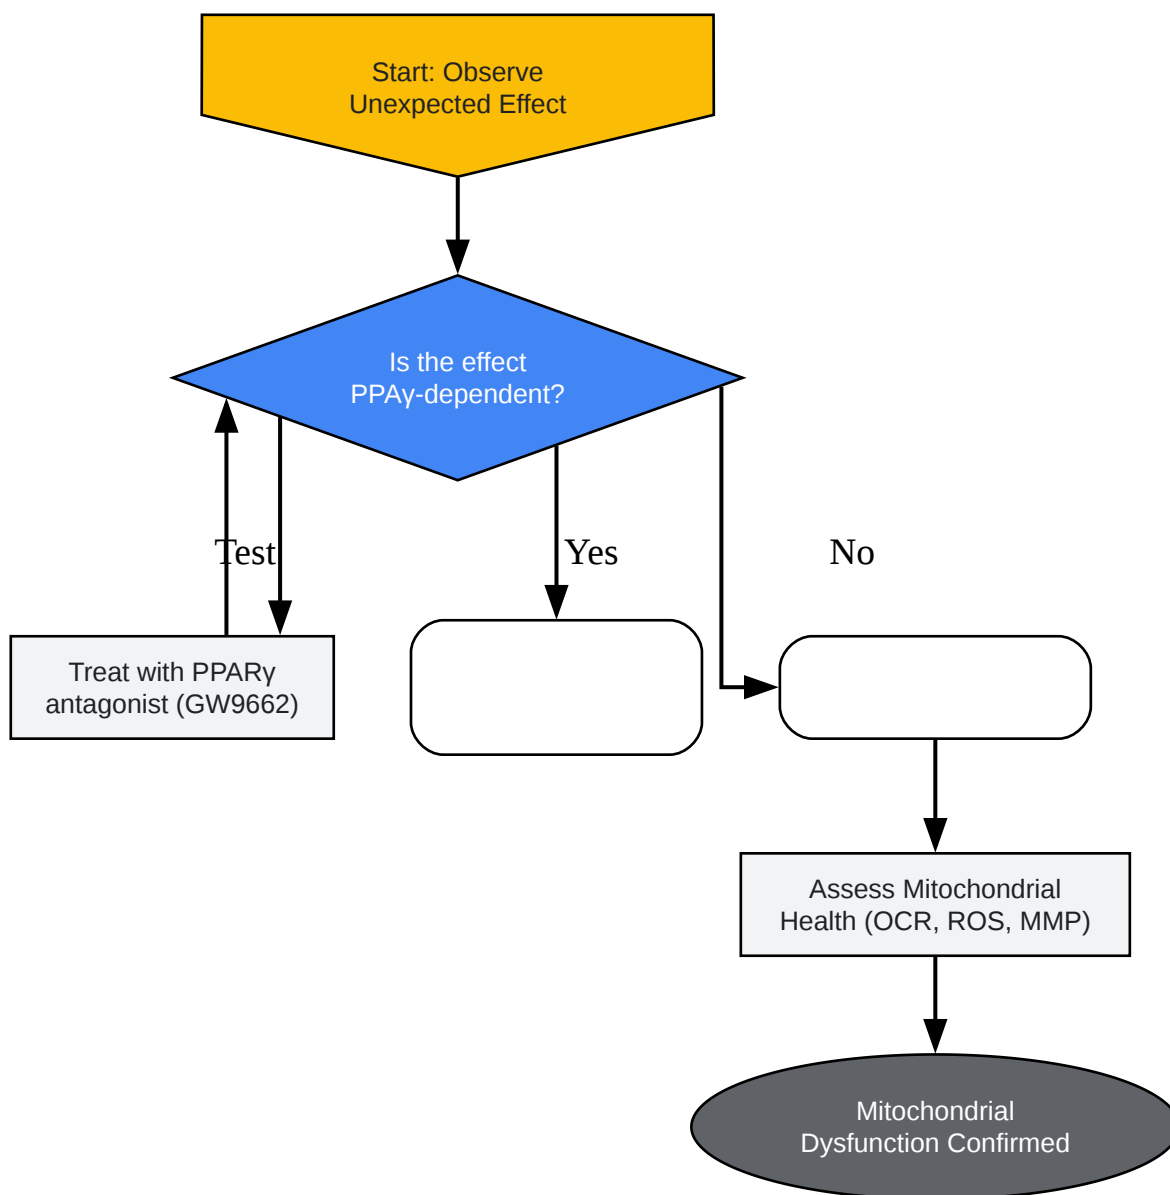 Start: Observe
Unexpected Effect
Is the effect
PPAγ-dependent?
Test
Yes
No
Treat with PPARγ
antagonist (GW9662)
Assess Mitochondrial
Health (OCR, ROS, MMP)
Mitochondrial
Dysfunction Confirmed